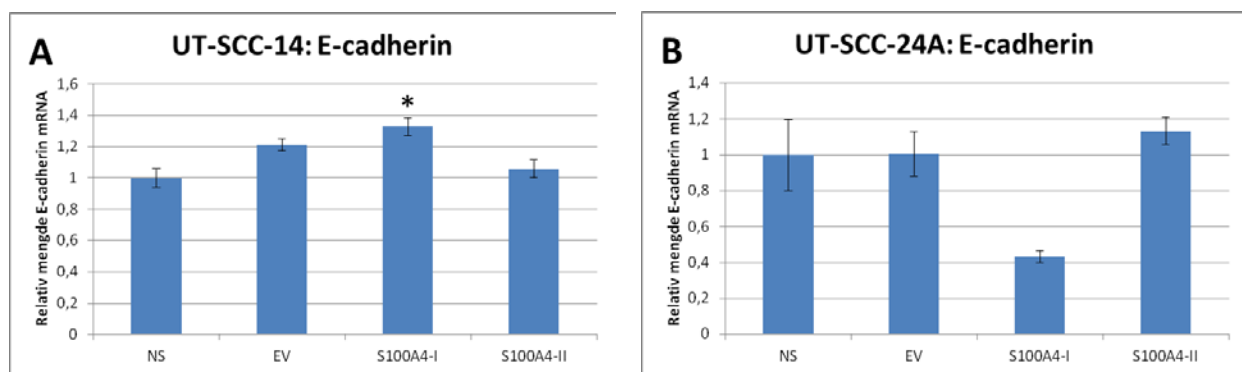 A
UT-SCC-14: E-cadherin
Relativ mengde E-cadherin mRNA
1,6
1,4
1,2
1
0,8
0,6
0,4
0,2
0
*
NS EV S100A4-I S100A4-II
B
UT-SCC-24A: E-cadherin
Relativ mengde E-cadherin mRNA
1,4
1,2
1
0,8
0,6
0,4
0,2
0
NS EV S100A4-I S100A4-II